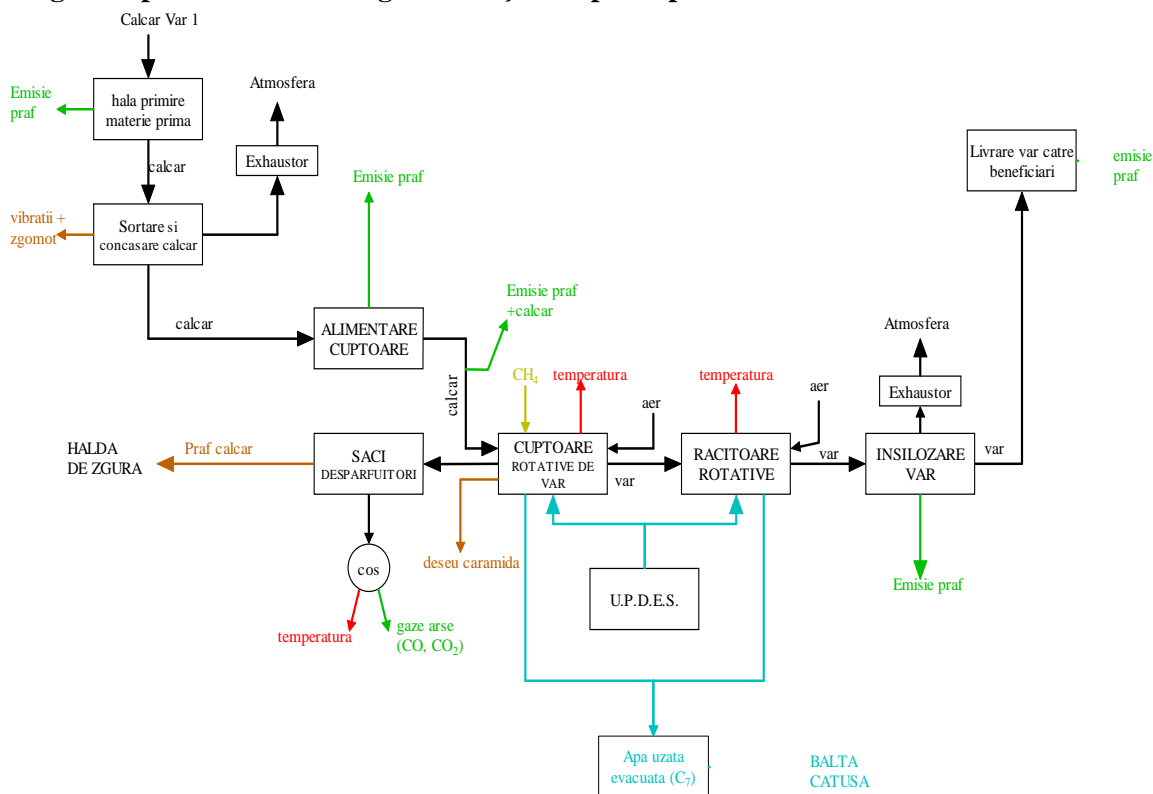 Calcar Var 1
Atmosfera
Emisie
praf
hala primire
materie prima
Exhaustor
Livrare var catre
beneficiari
emisie
praf
calcar
Emisie praf
vibratii +
zgomot
Sortare si
concasare calcar
Emisie praf
+calcar
calcar
ALIMENTARE
CUPTOARE
Atmosfera
CH₄
temperatura
temperatura
calcar
aer
aer
Exhaustor
HALDA
DE ZGURA
Praf calcar
SACI
DESPARFUITORI
CUPTOARE
ROTATIVE DE
VAR
var
RACITOARE
ROTATIVE
var
INSILOZARE
VAR
var
cos
deseu caramida
U.P.D.E.S.
Emisie praf
temperatura
gaze arse
(CO, CO₂)
Apa uzata
evacuata (C₇)
BALTA
CATUSA